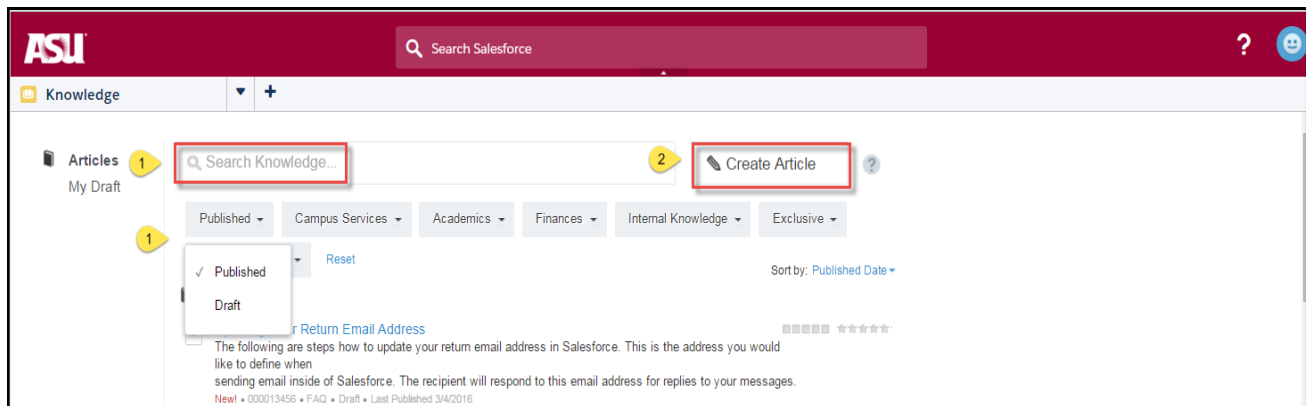 ASU
Search Salesforce
?
Knowledge
+
Articles
1
Search Knowledge...
2
Create Article
?
My Draft
Published
Campus Services
Academics
Finances
Internal Knowledge
Exclusive
1
✓ Published
Reset
Sort by: Published Date
Draft
r Return Email Address
The following are steps how to update your return email address in Salesforce. This is the address you would
like to define when
sending email inside of Salesforce. The recipient will respond to this email address for replies to your messages.
New! • 000013456 • FAQ • Draft • Last Published 3/4/2016